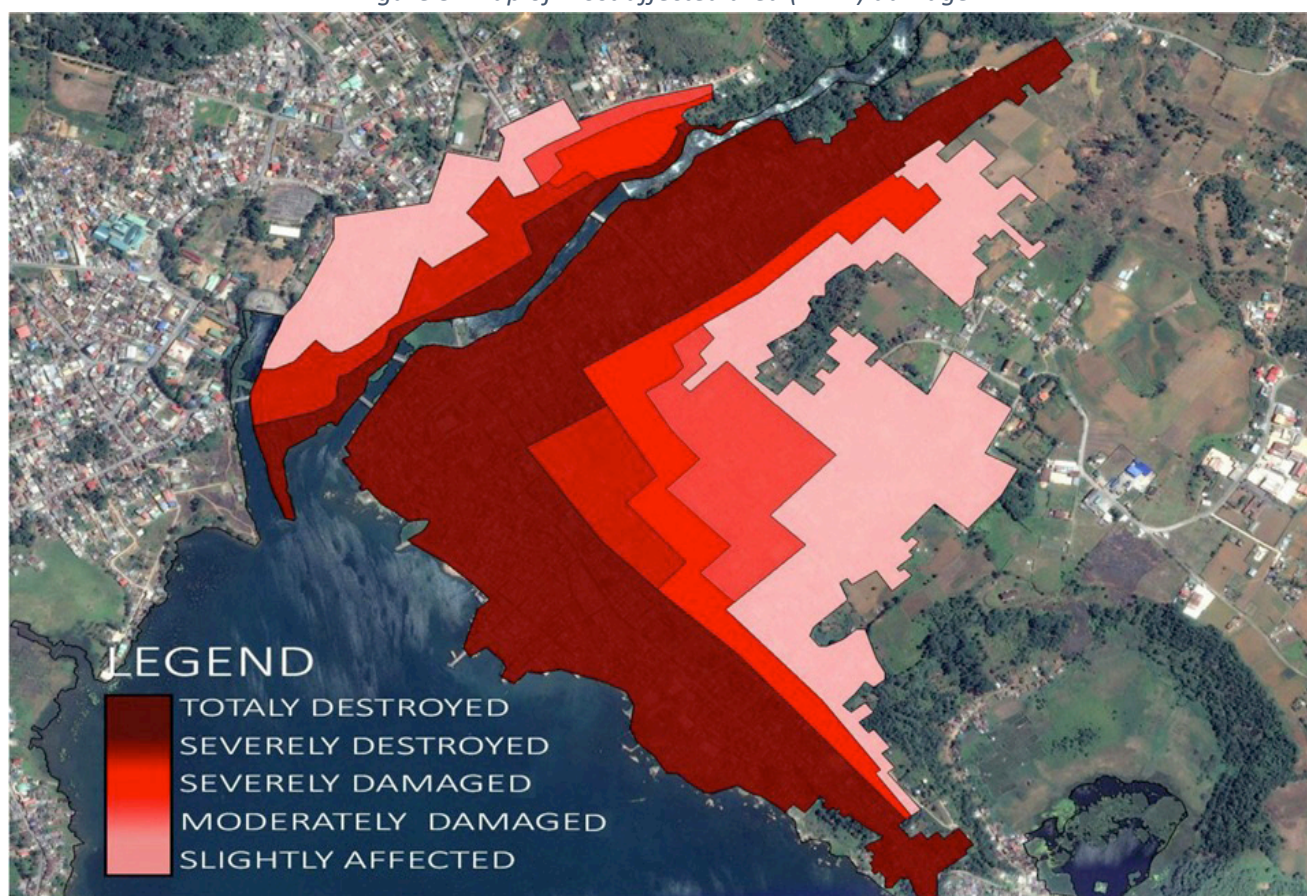 LEGEND
TOTALY DESTROYED
SEVERELY DESTROYED
SEVERELY DAMAGED
MODERATELY DAMAGED
SLIGHTLY AFFECTED